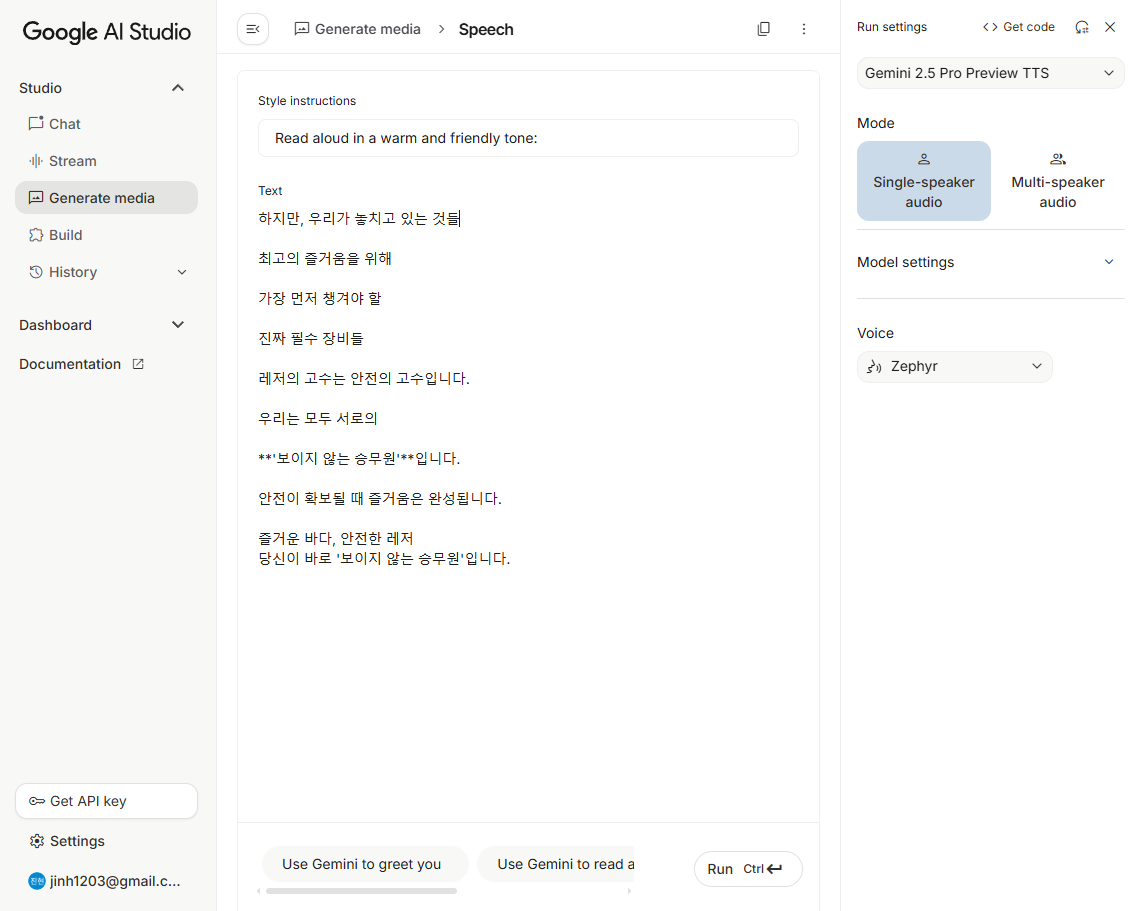 Google AI Studio
Studio
Chat
Stream
Generate media
Build
History
Dashboard
Documentation
Get API key
Settings
진헌 jinh1203@gmail.c...
Generate media > Speech
Style instructions
Read aloud in a warm and friendly tone:
Text
하지만, 우리가 놓치고 있는 것들
최고의 즐거움을 위해
가장 먼저 챙겨야 할
진짜 필수 장비들
레저의 고수는 안전의 고수입니다.
우리는 모두 서로의
**'보이지 않는 승무원'**입니다.
안전이 확보될 때 즐거움은 완성됩니다.
즐거운 바다, 안전한 레저
당신이 바로 '보이지 않는 승무원'입니다.
Use Gemini to greet you
Use Gemini to read a
Run Ctrl
Run settings
<> Get code
Gemini 2.5 Pro Preview TTS
Mode
Single-speaker audio
Multi-speaker audio
Model settings
Voice
Zephyr